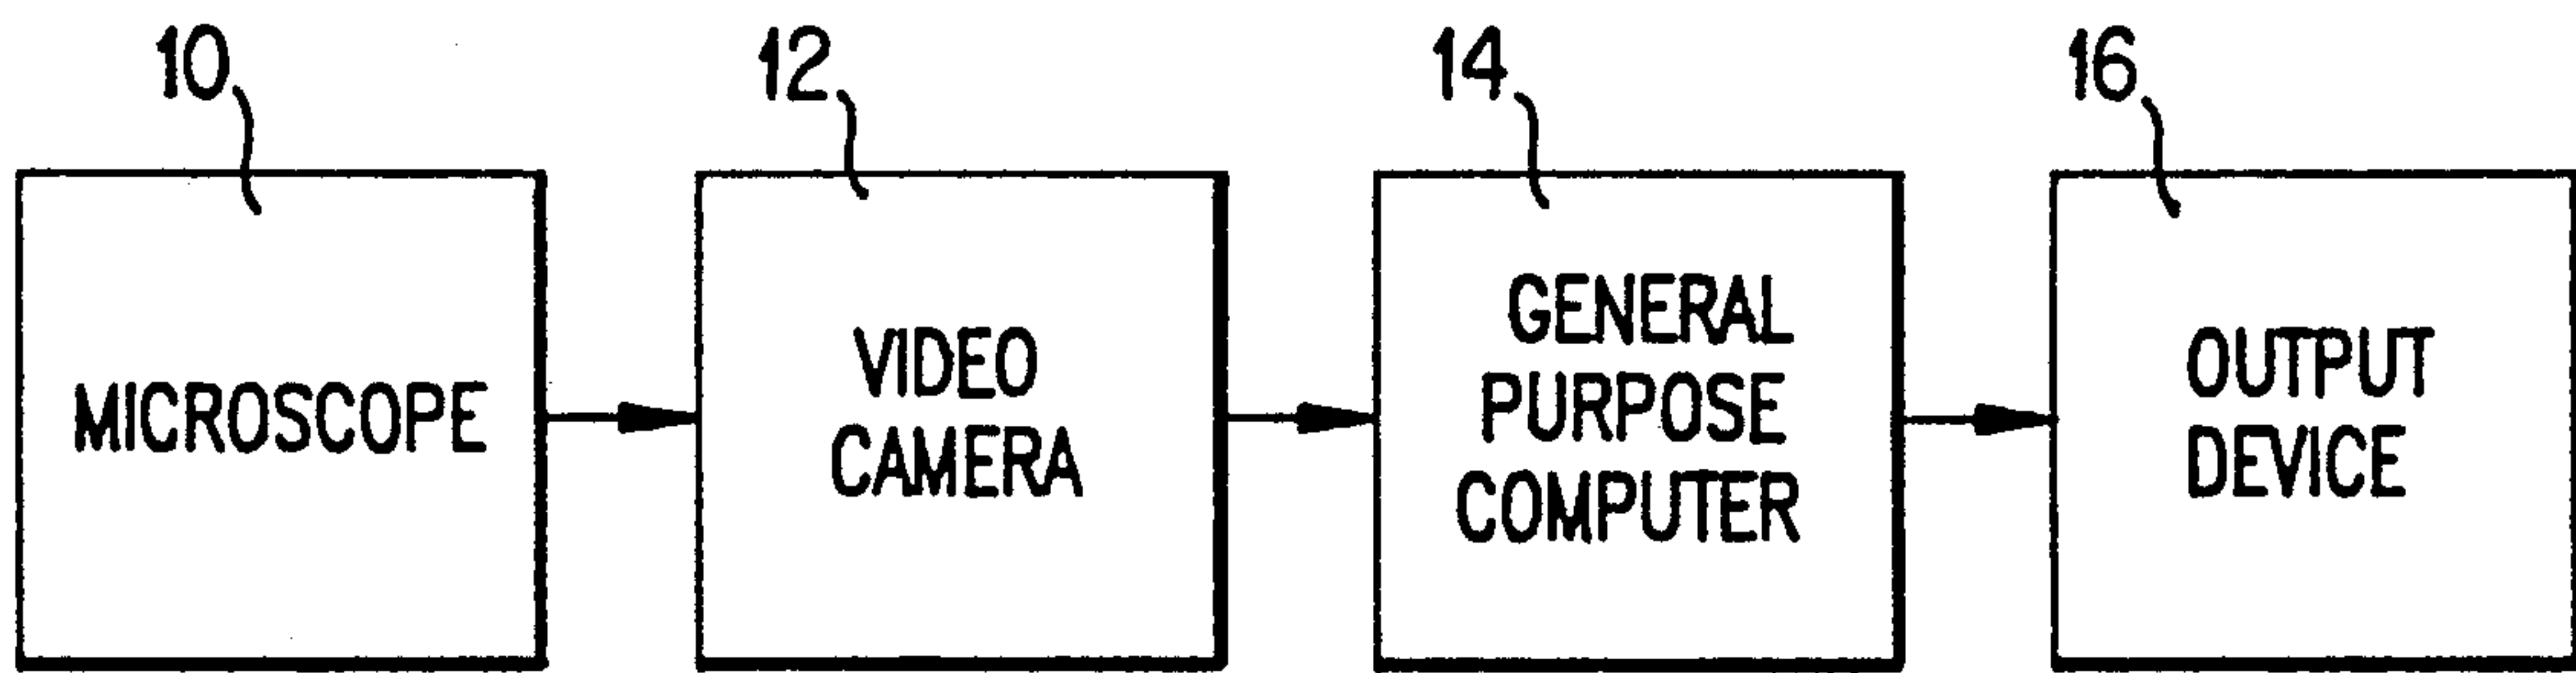 10
12
14
16
MICROSCOPE
VIDEO
CAMERA
GENERAL
PURPOSE
COMPUTER
OUTPUT
DEVICE